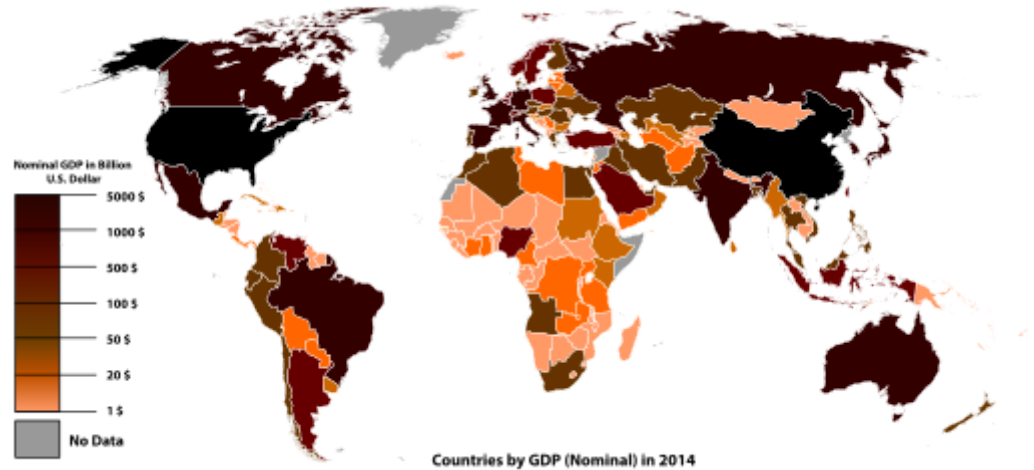 Nominal GDP in Billion
U.S. Dollar
5000 $
1000 $
500 $
100 $
50 $
20 $
1 $
No Data
Countries by GDP (Nominal) in 2014